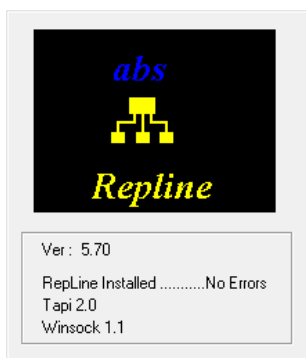 abs
Repline
Ver : 5.70
RepLine Installed ...........No Errors
Tapi 2.0
Winsock 1.1